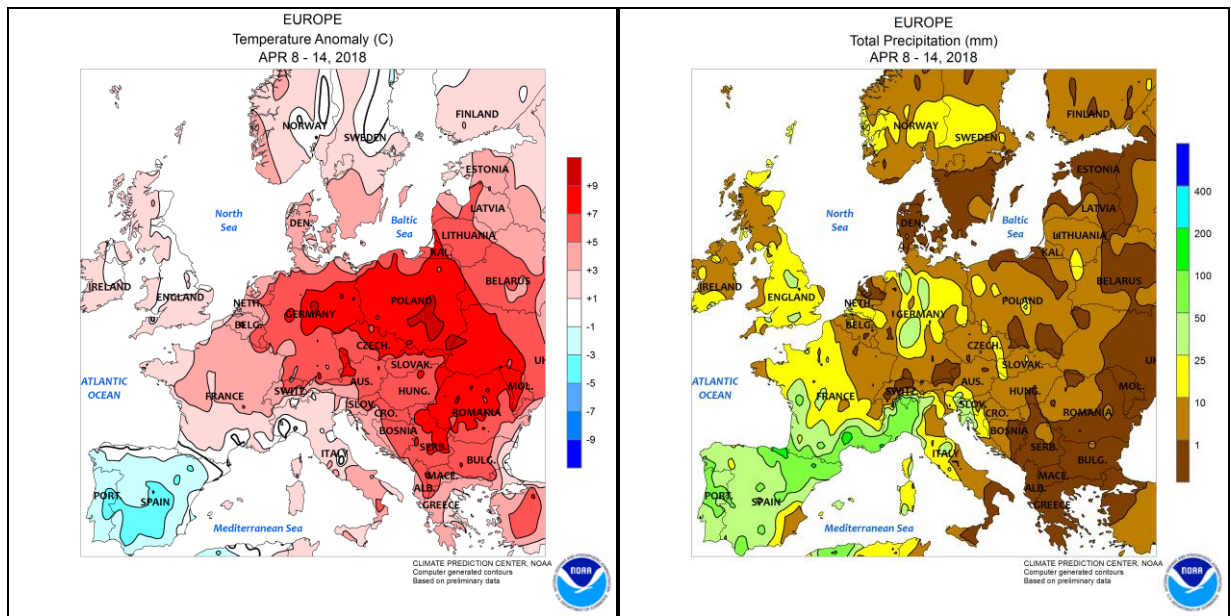 EUROPE
Temperature Anomaly (C)
APR 8 - 14, 2018
FINLAND
NORWAY
SWEDEN
ESTONIA
North
Sea
LATVIA
DEN.
Baltic
Sea
LITHUANIA
KAL.
IRELAND
ENGLAND
NETH.
BELARUS
BELG.
GERMANY
POLAND
CZECH.
SLOVAK.
UK
ATLANTIC
OCEAN
FRANCE
SWITZ.
AUS.
HUNG.
MOL.
SLOV.
CRO.
ROMANIA
BOSNIA
SERB.
ITALY
BULG.
PORT.
SPAIN
MACE.
ALB.
GREECE
Mediterranean Sea
+9
+7
+5
+3
+1
-1
-3
-5
-7
-9
CLIMATE PREDICTION CENTER, NOAA
Computer generated contours
Based on preliminary data
NOAA
EUROPE
Total Precipitation (mm)
APR 8 - 14, 2018
FINLAND
NORWAY
SWEDEN
ESTONIA
North
Sea
LATVIA
DEN.
Baltic
Sea
LITHUANIA
KAL.
IRELAND
ENGLAND
NETH.
BELARUS
BELG.
GERMANY
POLAND
CZECH.
SLOVAK.
UK
ATLANTIC
OCEAN
FRANCE
SWITZ.
AUS.
HUNG.
MOL.
SLOV.
CRO.
ROMANIA
BOSNIA
SERB.
ITALY
BULG.
PORT.
SPAIN
MACE.
ALB.
GREECE
Mediterranean Sea
400
200
100
50
25
10
1
CLIMATE PREDICTION CENTER, NOAA
Computer generated contours
Based on preliminary data
NOAA